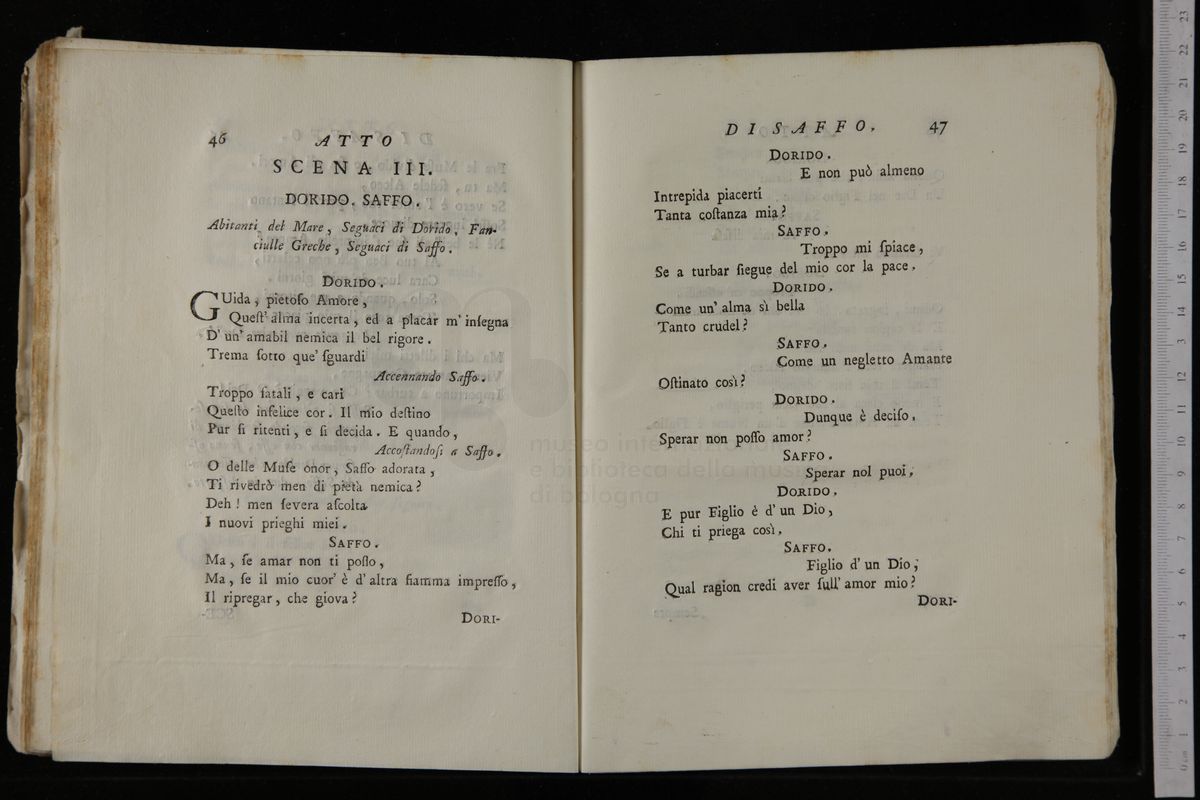 46 ATTO
SCENA III.
DORIDO. SAFFO.
Abitanti del Mare, Seguaci di Dorido, Fan-
ciulle Greche, Seguaci di Saffo.
DORIDO.
GUida, pietoſo Amore,
Queſt' alma incerta, ed a placar m' inſegna
D' un' amabil nemica il bel rigore.
Trema ſotto que' ſguardi
Accennando Saffo.
Troppo fatali, e cari
Queſto infelice cor. Il mio deſtino
Pur ſi ritenti, e ſi decida. E quando,
Accoſtandoſi a Saffo.
O delle Muſe onor, Saffo adorata,
Ti rivedrò men di pietà nemica?
Deh! men ſevera aſcolta
I nuovi prieghi miei.
SAFFO.
Ma, ſe amar non ti poſſo,
Ma, ſe il mio cuor' è d' altra fiamma impreſſo,
Il ripregar, che giova?
DORI-
DI SAFFO. 47
DORIDO.
E non può almeno
Intrepida piacerti
Tanta coſtanza mia?
SAFFO.
Troppo mi ſpiace,
Se a turbar ſiegue del mio cor la pace.
DORIDO.
Come un' alma sì bella
Tanto crudel?
SAFFO.
Come un negletto Amante
Oſtinato così?
DORIDO.
Dunque è deciſo,
Sperar non poſſo amor?
SAFFO.
Sperar nol puoi.
DORIDO.
E pur Figlio è d' un Dio,
Chi ti priega così.
SAFFO.
Figlio d' un Dio;
Qual ragion credi aver ſull' amor mio?
DORI-
museo internazionale
e biblioteca della musica
di bologna